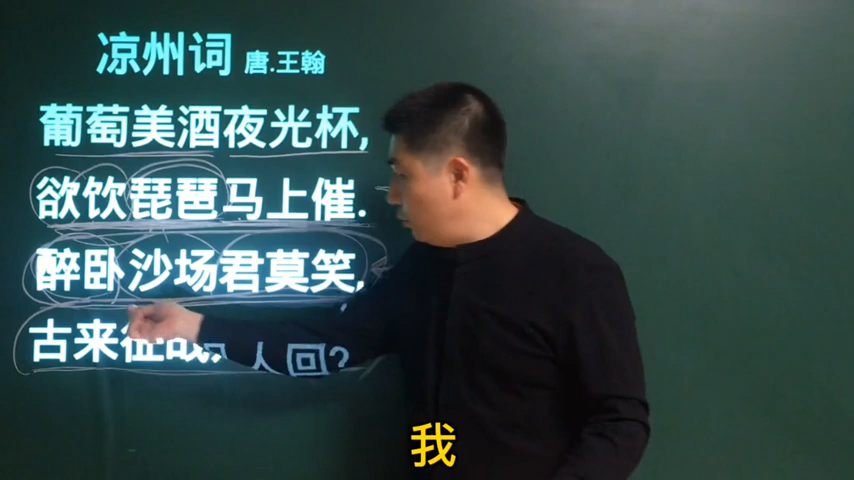 凉州词 唐.王翰
葡萄美酒夜光杯,
欲饮琵琶马上催.
醉卧沙场君莫笑,
古来征战人回?
我